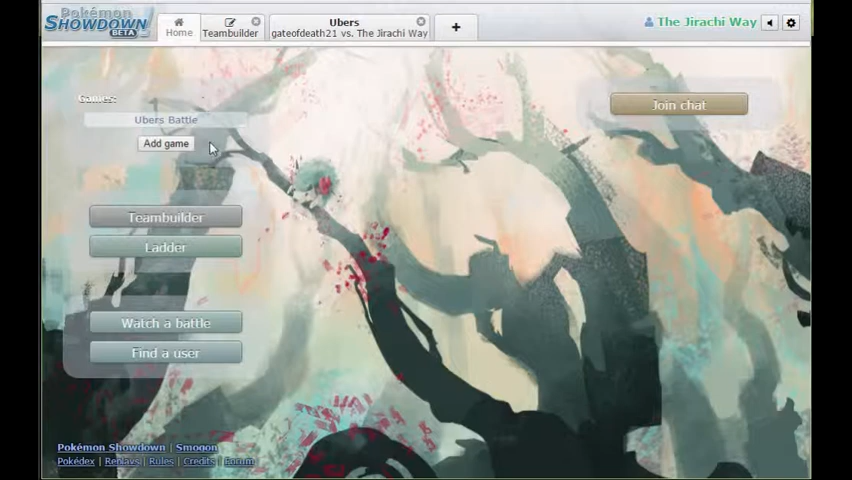 Pokémon
SHOWDOWN!
BETA
Home
Teambuilder
Ubers
gateofdeath21 vs. The Jirachi Way
+
The Jirachi Way
Games:
Ubers Battle
Add game
Join chat
Teambuilder
Ladder
Watch a battle
Find a user
Pokémon Showdown | Smogon
Pokédex | Replays | Rules | Credits | Forum